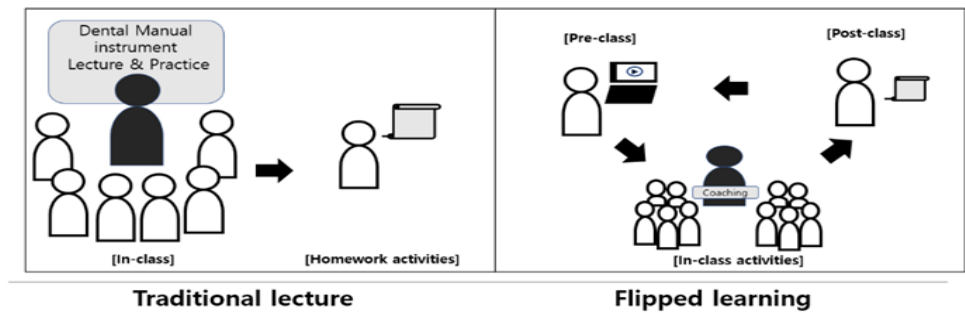 Dental Manual
instrument
Lecture & Practice
[In-class]
[Homework activities]
[Pre-class]
[Post-class]
Coaching
[In-class activities]
Traditional lecture
Flipped learning